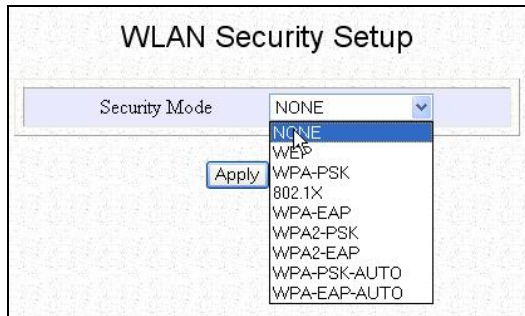 WLAN Security Setup
Security Mode NONE
NONE
WEP
Apply WPA-PSK
802.1X
WPA-EAP
WPA2-PSK
WPA2-EAP
WPA-PSK-AUTO
WPA-EAP-AUTO